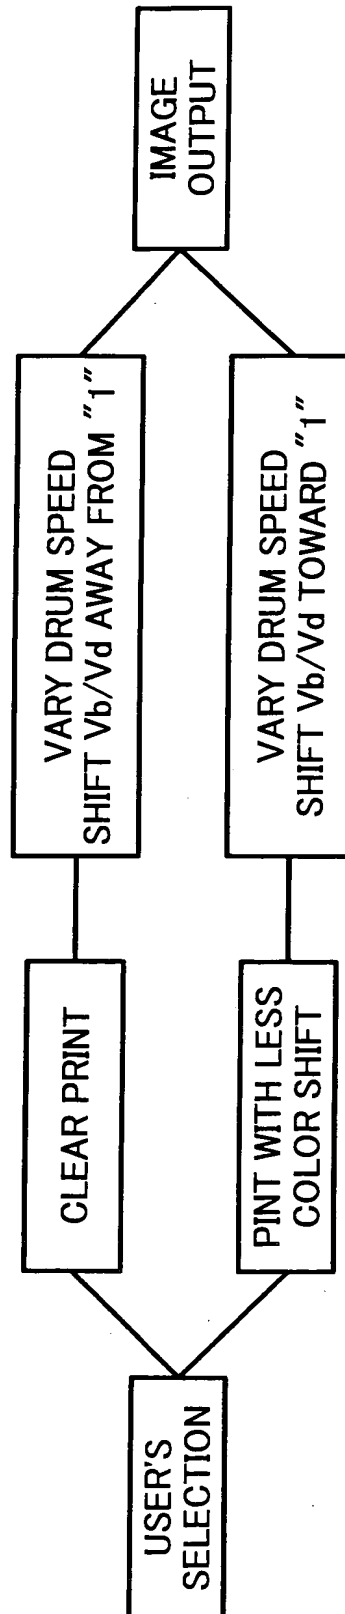 USER'S
SELECTION
CLEAR PRINT
VARY DRUM SPEED
SHIFT Vb/Vd AWAY FROM "1"
PINT WITH LESS
COLOR SHIFT
VARY DRUM SPEED
SHIFT Vb/Vd TOWARD "1"
IMAGE
OUTPUT